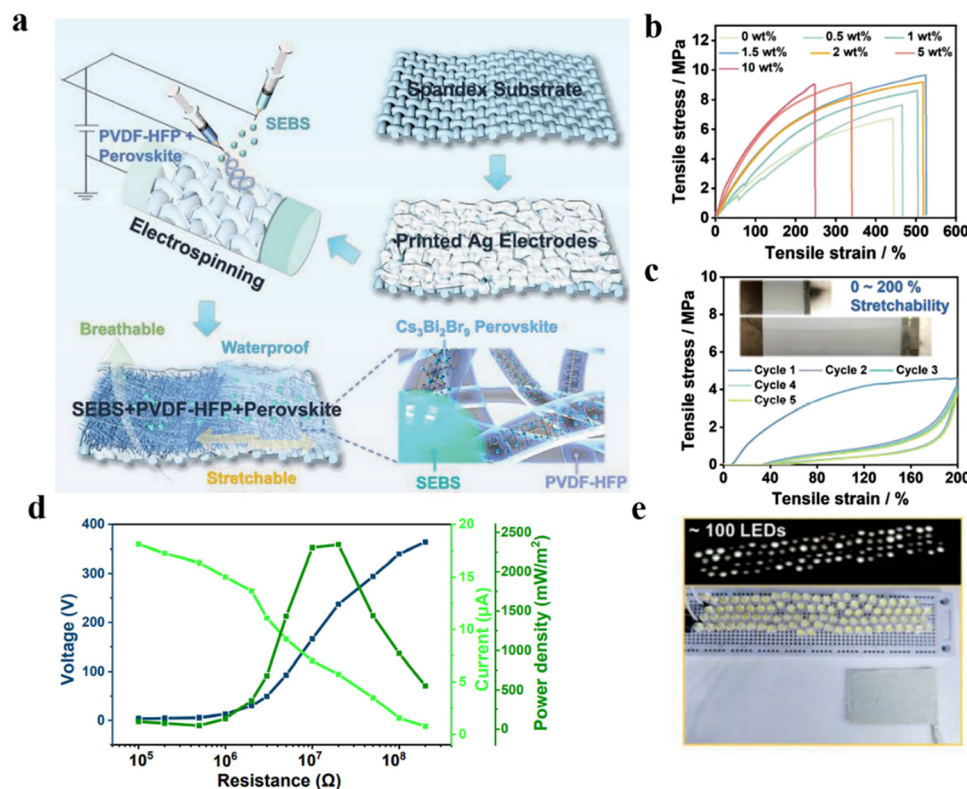 a
SEBS
PVDF-HFP +
Perovskite
Electrospinning
Spandex Substrate
Printed Ag Electrodes
Breathable
Waterproof
SEBS+PVDF-HFP+Perovskite
Stretchable
Cs₃Bi₂Br₉ Perovskite
SEBS
PVDF-HFP
b
Tensile stress / MPa
12
10
8
6
4
2
0
0 wt% 0.5 wt% 1 wt%
1.5 wt% 2 wt% 5 wt%
10 wt%
0 100 200 300 400 500 600
Tensile strain / %
c
Tensile stress / MPa
10
8
6
4
2
0
0 ~ 200 %
Stretchability
Cycle 1 Cycle 2 Cycle 3
Cycle 4
Cycle 5
0 40 80 120 160 200
Tensile strain / %
d
Voltage (V)
400
300
200
100
0
20
15
10
5
0
Current (μA)
2500
2000
1500
1000
500
0
Power density (mW/m²)
10⁵ 10⁶ 10⁷ 10⁸
Resistance (Ω)
e
~ 100 LEDs